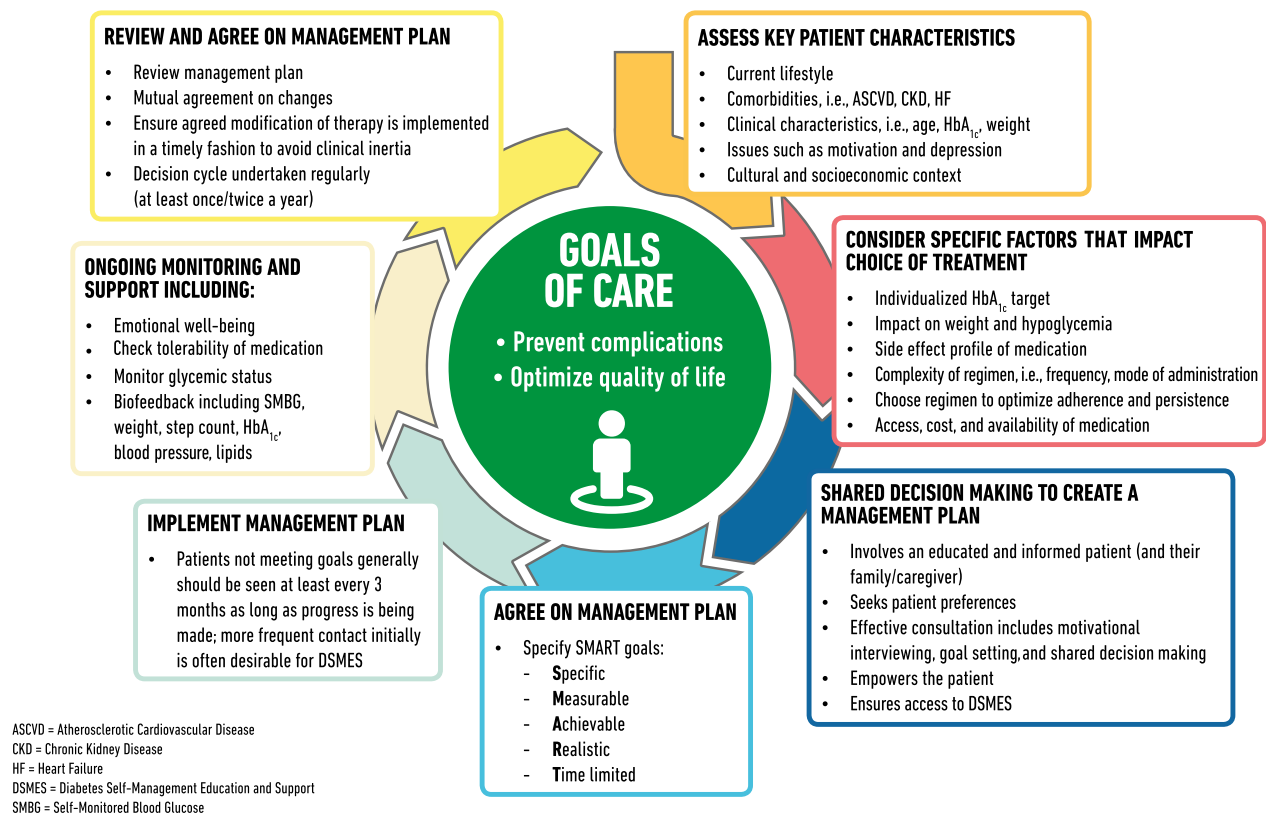 GOALS
OF CARE
• Prevent complications
• Optimize quality of life
ASSESS KEY PATIENT CHARACTERISTICS
• Current lifestyle
• Comorbidities, i.e., ASCVD, CKD, HF
• Clinical characteristics, i.e., age, HbA1c, weight
• Issues such as motivation and depression
• Cultural and socioeconomic context
CONSIDER SPECIFIC FACTORS THAT IMPACT
CHOICE OF TREATMENT
• Individualized HbA1c target
• Impact on weight and hypoglycemia
• Side effect profile of medication
• Complexity of regimen, i.e., frequency, mode of administration
• Choose regimen to optimize adherence and persistence
• Access, cost, and availability of medication
SHARED DECISION MAKING TO CREATE A
MANAGEMENT PLAN
• Involves an educated and informed patient (and their
family/caregiver)
• Seeks patient preferences
• Effective consultation includes motivational
interviewing, goal setting, and shared decision making
• Empowers the patient
• Ensures access to DSMES
AGREE ON MANAGEMENT PLAN
• Specify SMART goals:
- Specific
- Measurable
- Achievable
- Realistic
- Time limited
IMPLEMENT MANAGEMENT PLAN
• Patients not meeting goals generally
should be seen at least every 3
months as long as progress is being
made; more frequent contact initially
is often desirable for DSMES
ONGOING MONITORING AND
SUPPORT INCLUDING:
• Emotional well-being
• Check tolerability of medication
• Monitor glycemic status
• Biofeedback including SMBG,
weight, step count, HbA1c,
blood pressure, lipids
REVIEW AND AGREE ON MANAGEMENT PLAN
• Review management plan
• Mutual agreement on changes
• Ensure agreed modification of therapy is implemented
in a timely fashion to avoid clinical inertia
• Decision cycle undertaken regularly
(at least once/twice a year)
ASCVD = Atherosclerotic Cardiovascular Disease
CKD = Chronic Kidney Disease
HF = Heart Failure
DSMES = Diabetes Self-Management Education and Support
SMBG = Self-Monitored Blood Glucose